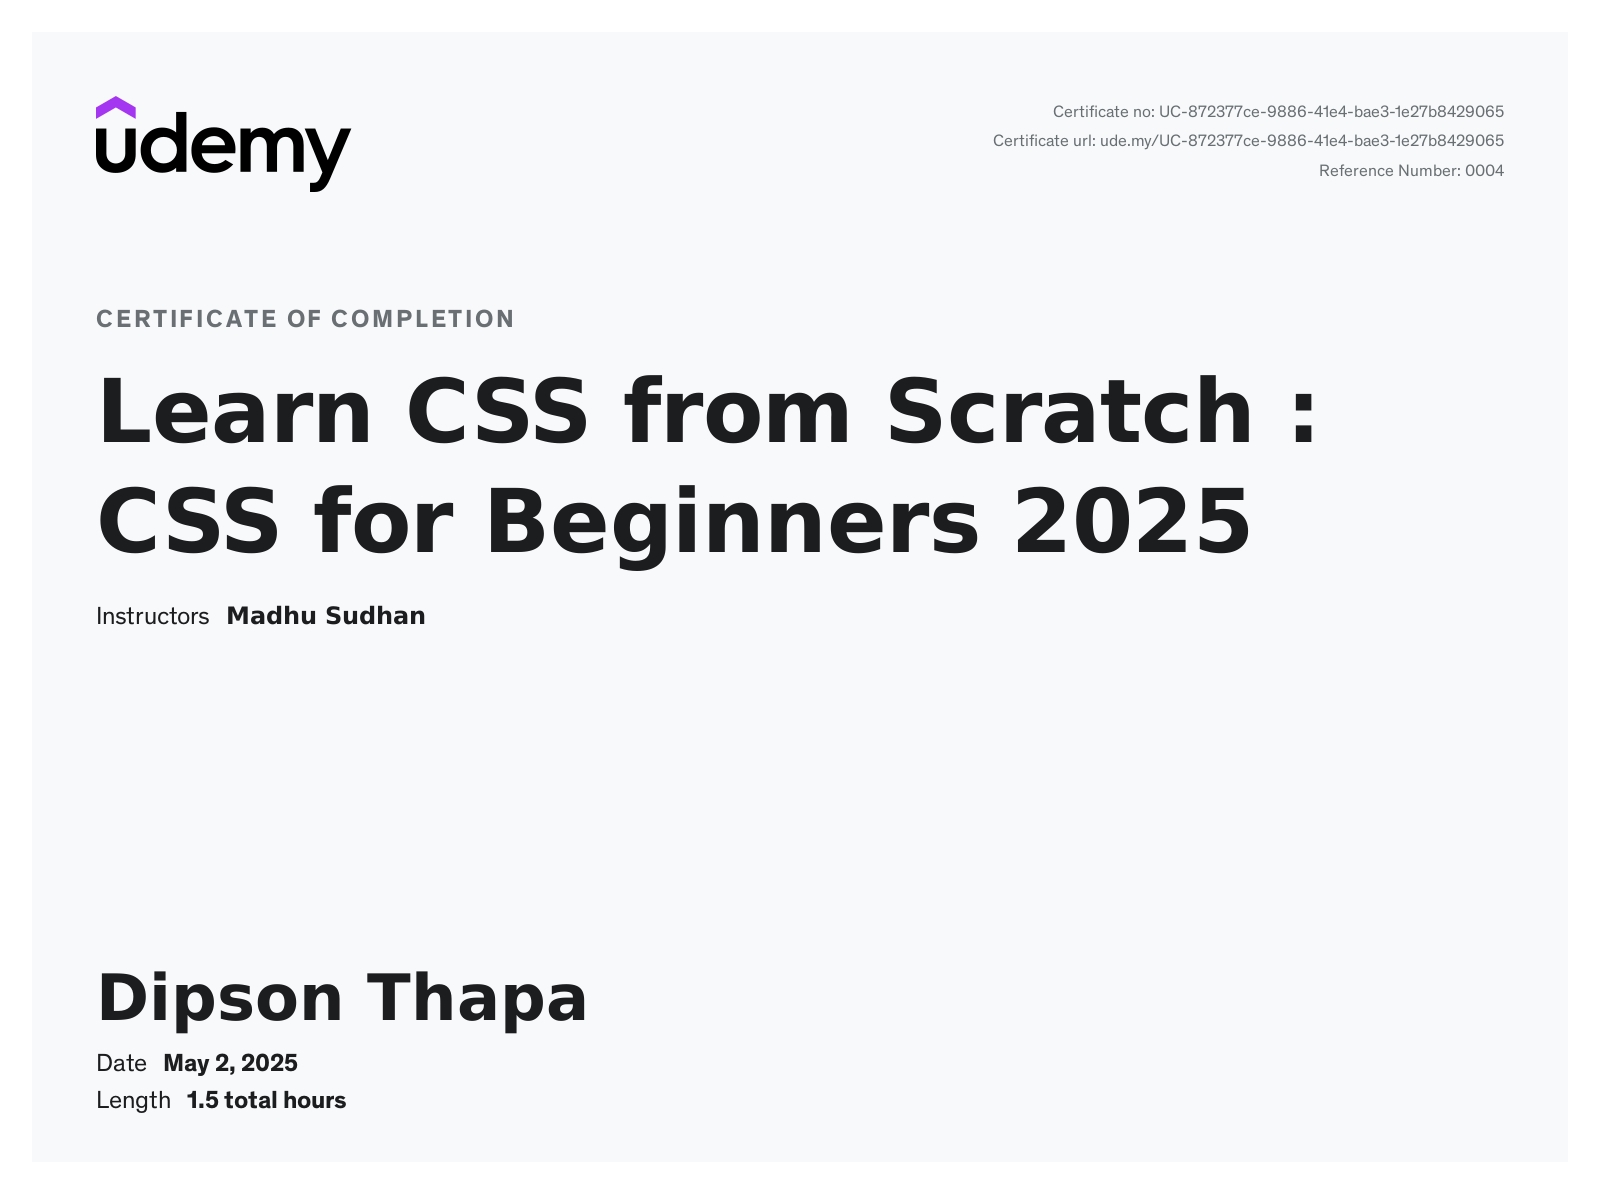 udemy
Certificate no: UC-872377ce-9886-41e4-bae3-1e27b8429065
Certificate url: ude.my/UC-872377ce-9886-41e4-bae3-1e27b8429065
Reference Number: 0004
CERTIFICATE OF COMPLETION
Learn CSS from Scratch :
CSS for Beginners 2025
Instructors Madhu Sudhan
Dipson Thapa
Date May 2, 2025
Length 1.5 total hours